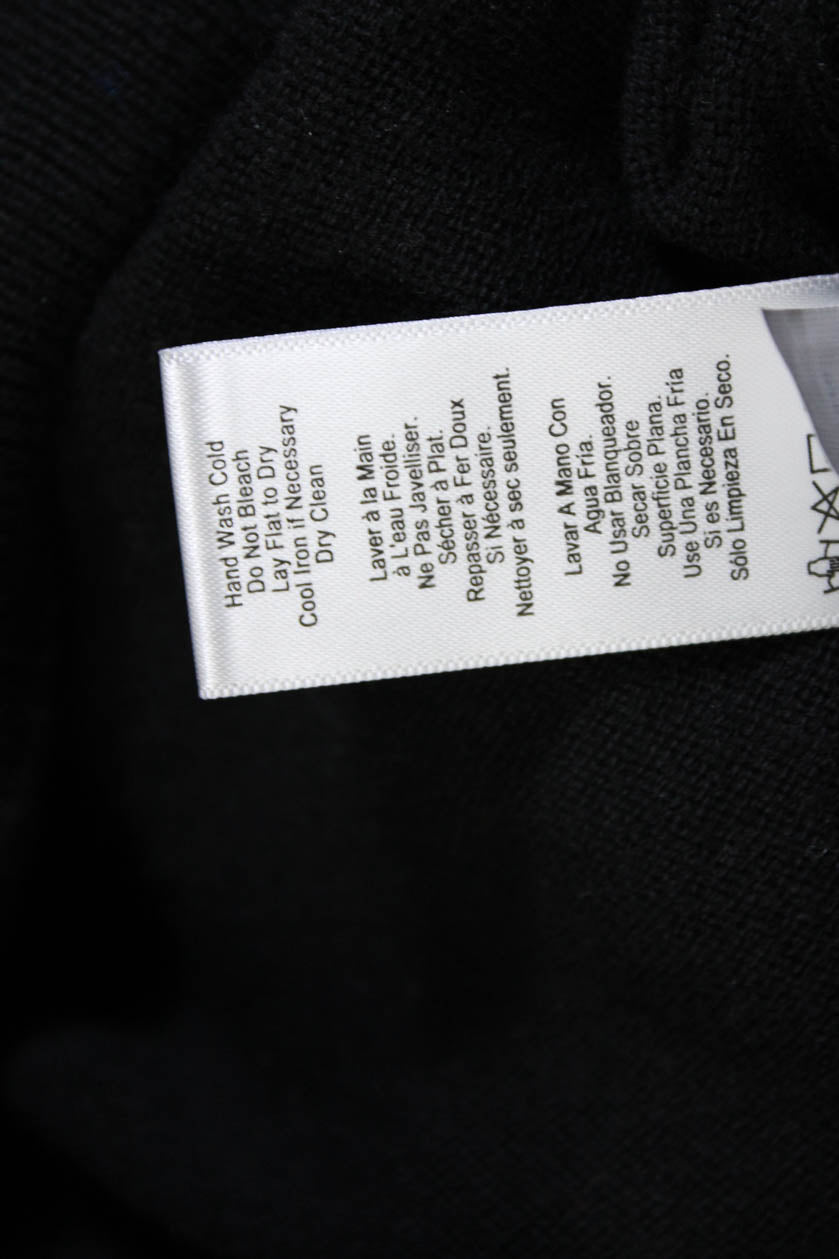 Hand Wash Cold
Do Not Bleach
Lay Flat to Dry
Cool Iron if Necessary
Dry Clean
Laver à la Main
à L'eau Froide.
Ne Pas Javelliser.
Sécher à Plat.
Repasser à Fer Doux
Si Nécessaire.
Nettoyer à sec seulement.
Lavar A Mano Con
Agua Fría.
No Usar Blanqueador.
Secar Sobre
Superficie Plana.
Use Una Plancha Fría
Si es Necesario.
Sólo Limpieza En Seco.